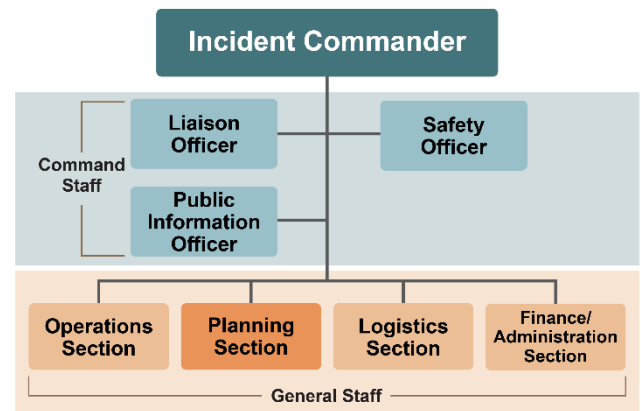 Incident Commander
Liaison
Officer
Safety
Officer
Command
Staff
Public
Information
Officer
Operations
Section
Planning
Section
Logistics
Section
Finance/
Administration
Section
General Staff